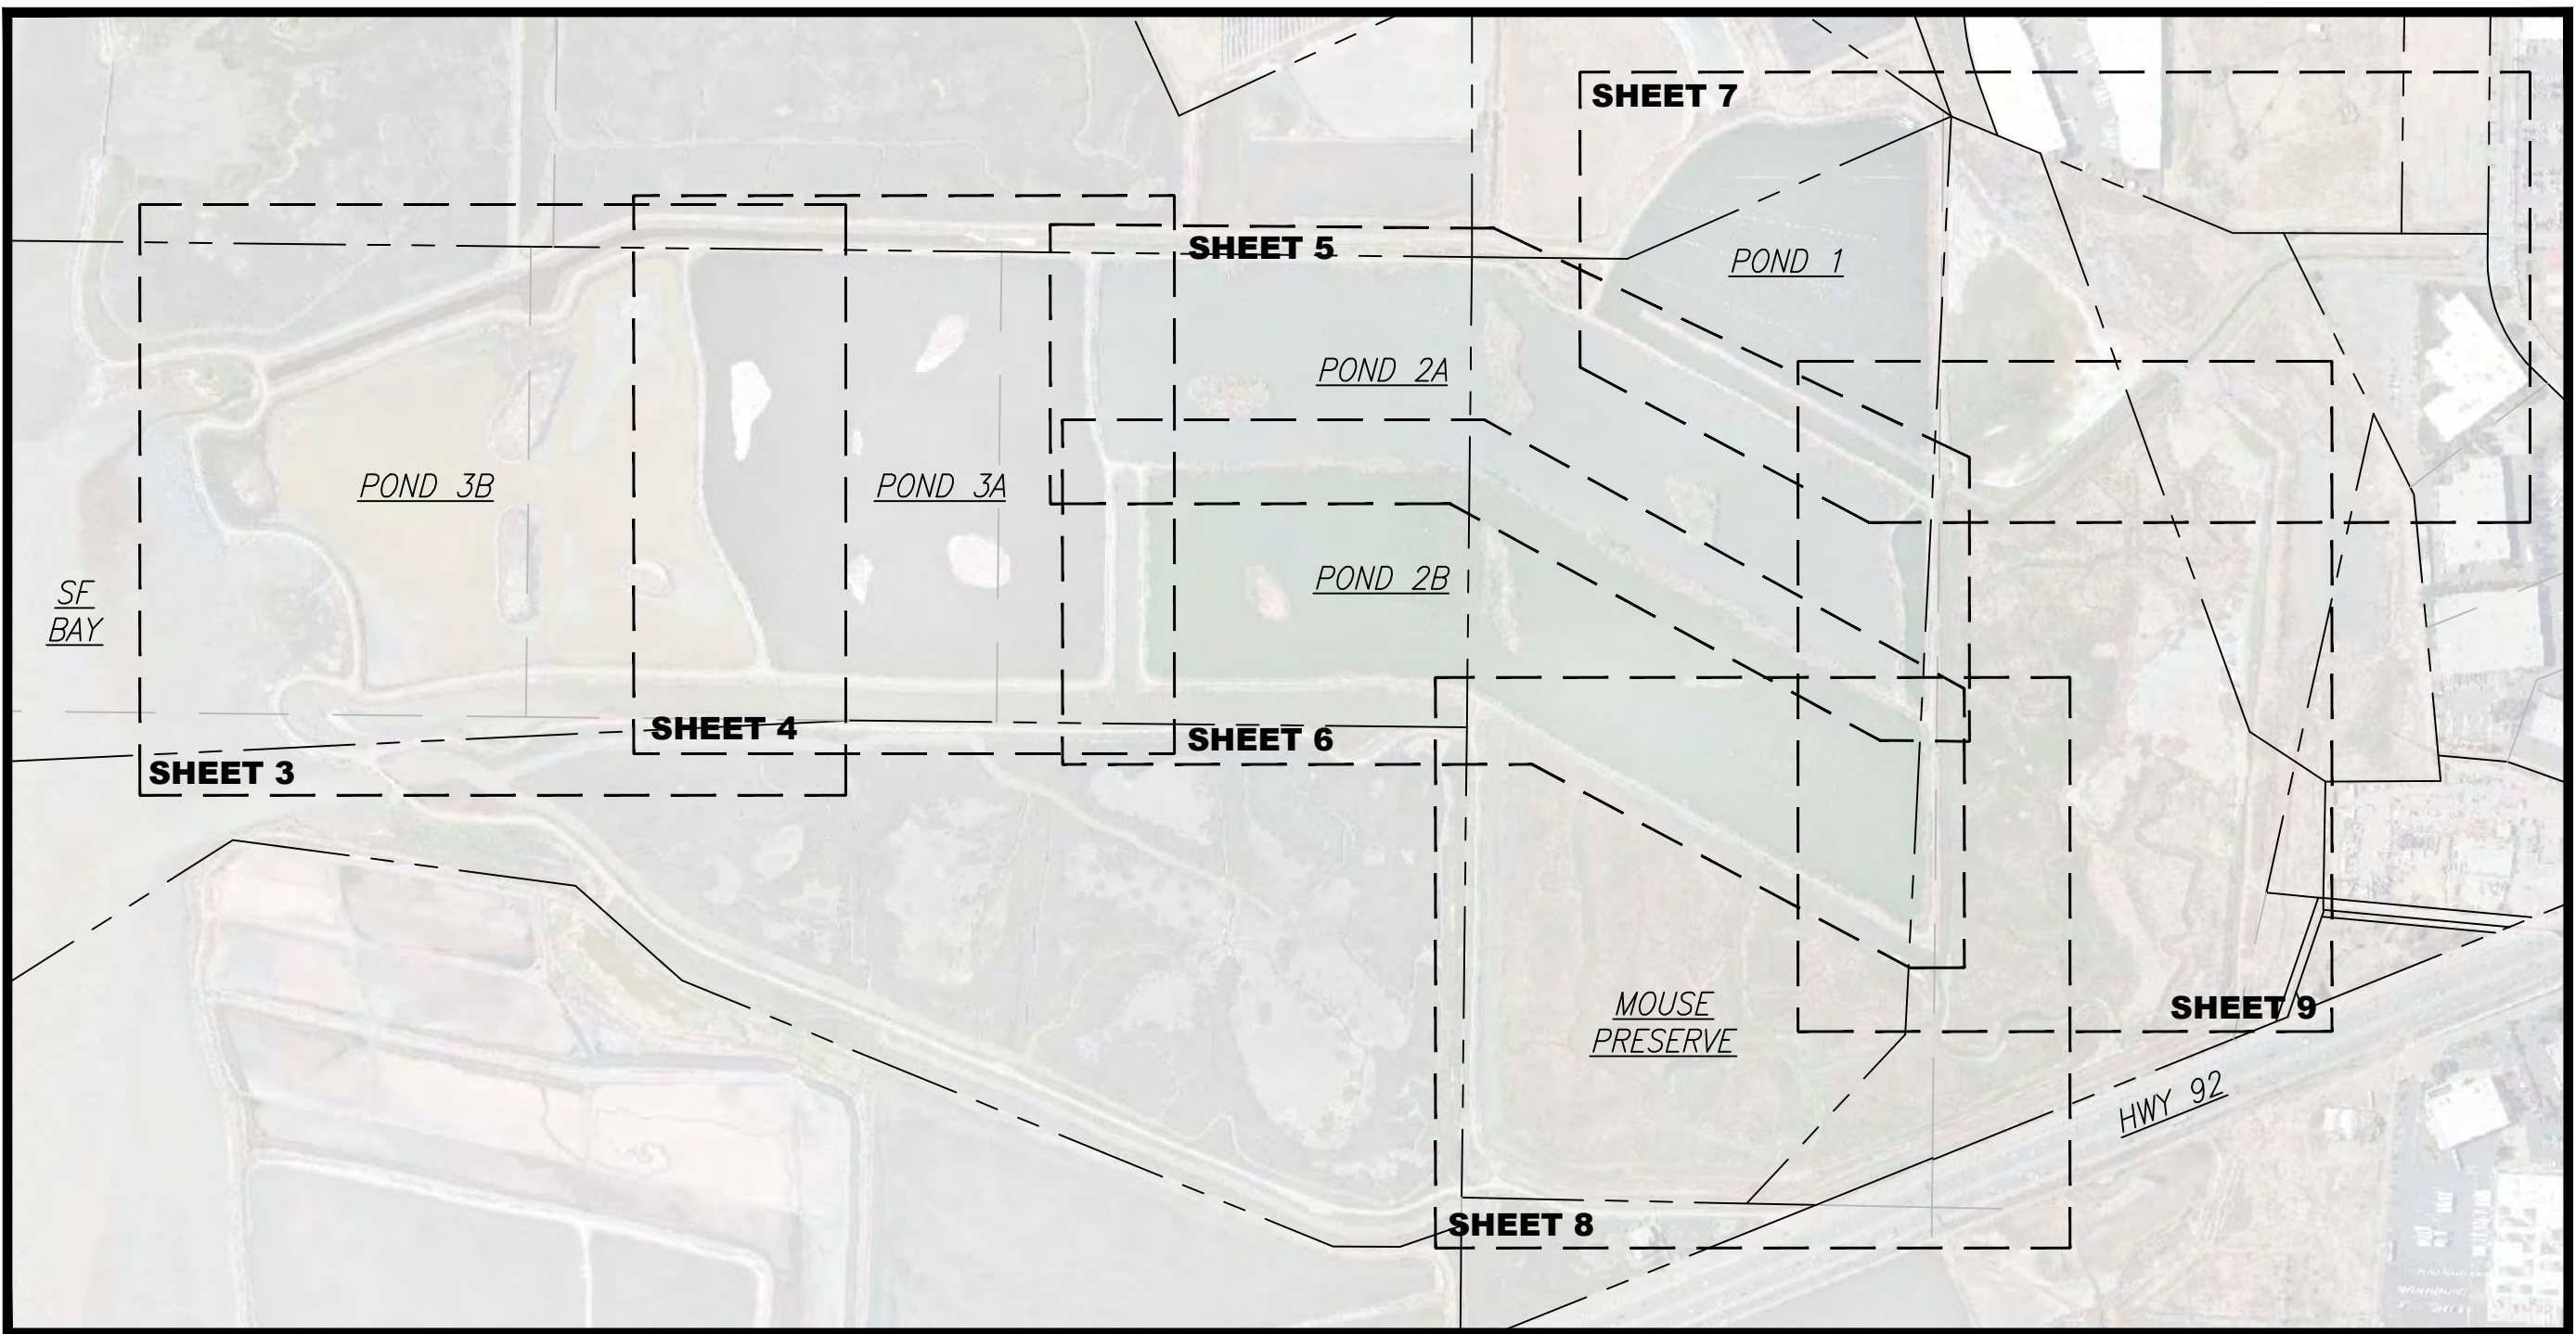 SHEET 7
SHEET 5
POND 1
POND 2A
POND 3B
POND 3A
POND 2B
SF
BAY
SHEET 4
SHEET 6
SHEET 3
MOUSE
PRESERVE
SHEET 9
HWY 92
SHEET 8